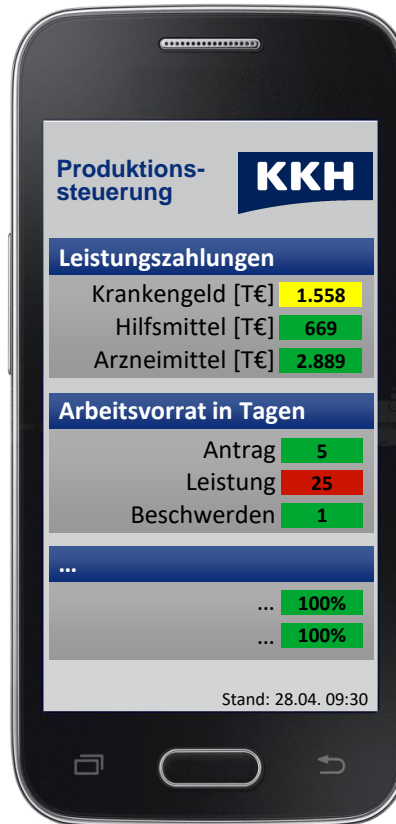 Produktions-
steuerung
KKH
Leistungszahlungen
Krankengeld [T€] 1.558
Hilfsmittel [T€] 669
Arzneimittel [T€] 2.889
Arbeitsvorrat in Tagen
Antrag 5
Leistung 25
Beschwerden 1
...
... 100%
... 100%
Stand: 28.04. 09:30